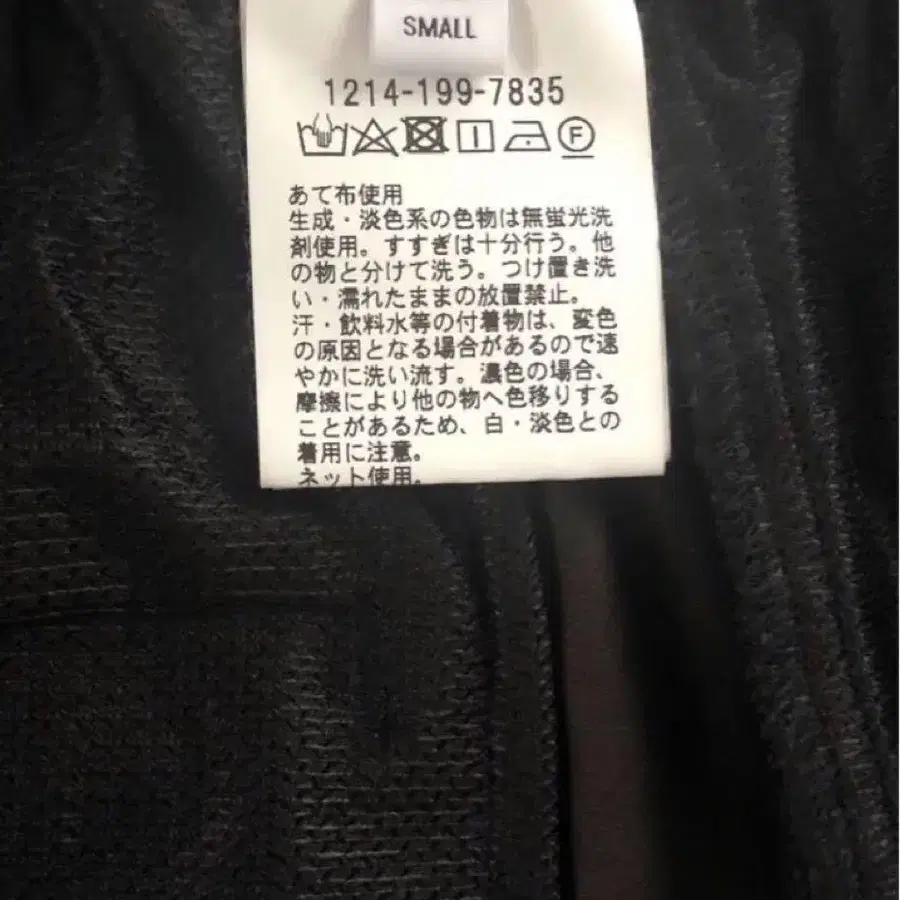 SMALL
1214-199-7835
F
あて布使用
生成・淡色系の色物は無蛍光洗
剤使用。すすぎは十分行う。他
の物と分けて洗う。つけ置き洗
い・濡れたままの放置禁止。
汗・飲料水等の付着物は、変色
の原因となる場合があるので速
やかに洗い流す。濃色の場合、
摩擦により他の物へ色移りする
ことがあるため、白・淡色との
着用に注意。
ネット使用。